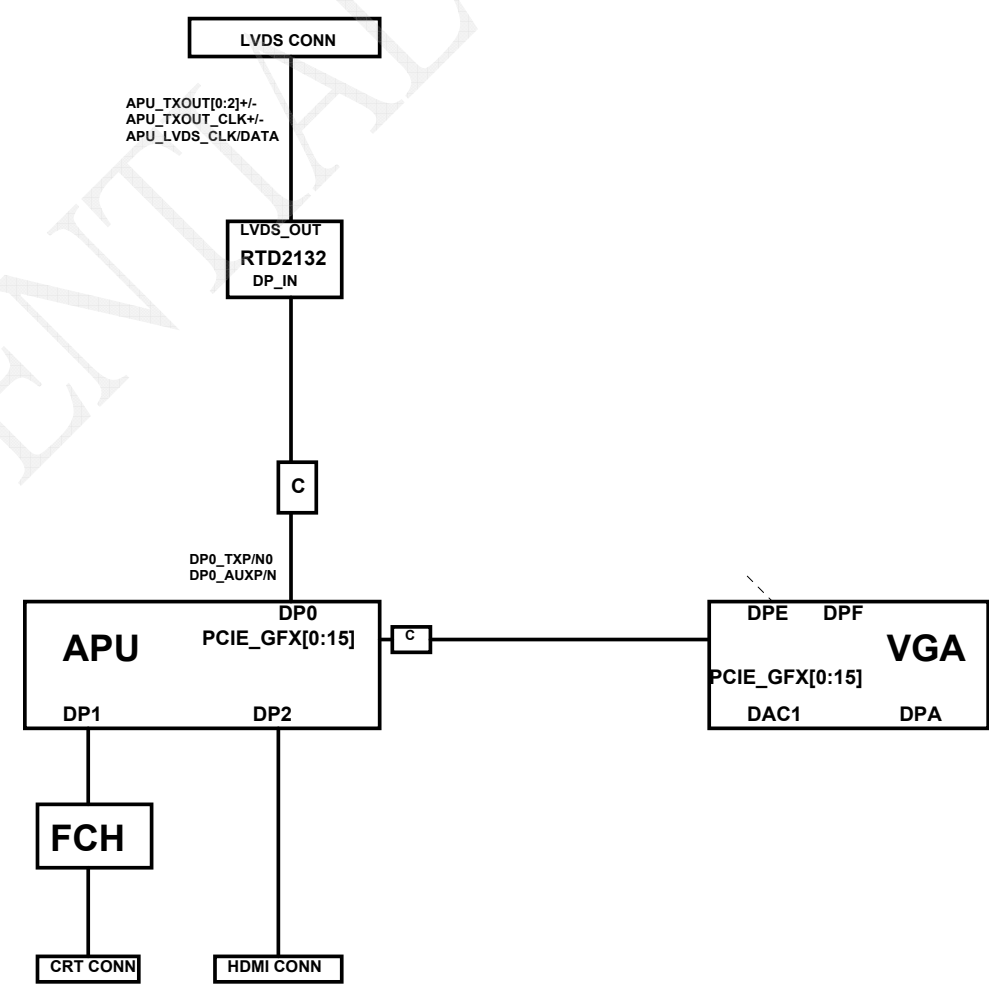 LVDS CONN
APU_TXOUT[0:2]+/-
APU_TXOUT_CLK+/-
APU_LVDS_CLK/DATA
LVDS_OUT
RTD2132
DP_IN
C
DP0_TXP/N0
DP0_AUXP/N
DP0
APU
PCIE_GFX[0:15]
DP1
DP2
C
DPE
DPF
VGA
PCIE_GFX[0:15]
DAC1
DPA
FCH
CRT CONN
HDMI CONN
ENTIAL